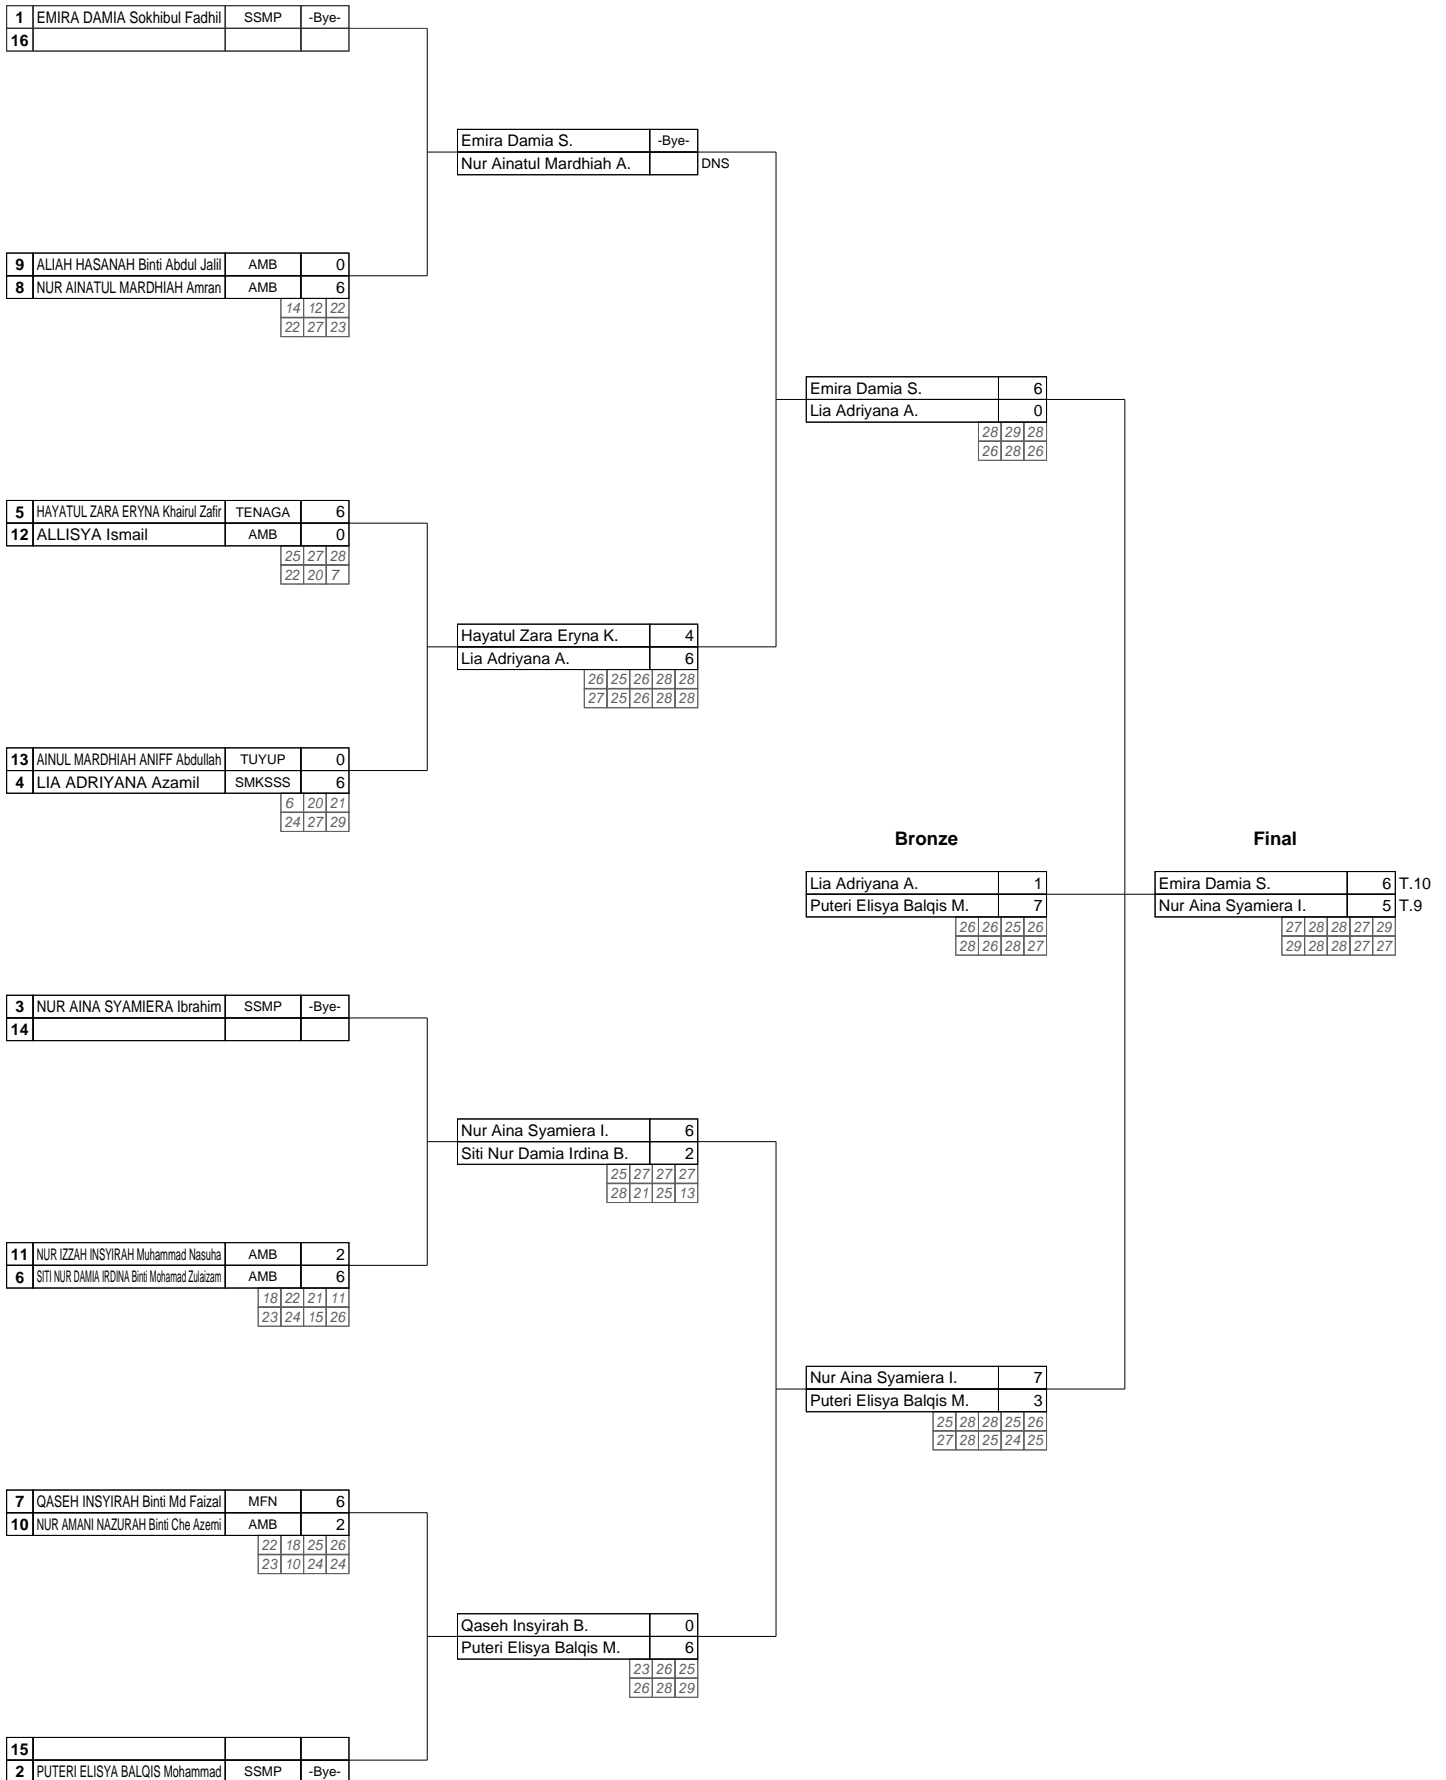 1 EMIRA DAMIA Sokhibul Fadhil SSMP -Bye-
16
Emira Damia S. -Bye-
Nur Ainatul Mardhiah A. DNS
9 ALIAH HASANAH Binti Abdul Jalil AMB 0
8 NUR AINATUL MARDHIAH Amran AMB 6
14 12 22
22 27 23
Emira Damia S. 6
Lia Adriyana A. 0
28 29 28
26 28 26
5 HAYATUL ZARA ERYNA Khairul Zafir TENAGA 6
12 ALLISYA Ismail AMB 0
25 27 28
22 20 7
Hayatul Zara Eryna K. 4
Lia Adriyana A. 6
26 25 26 28 28
27 25 26 28 28
13 AINUL MARDHIAH ANIFF Abdullah TUYUP 0
4 LIA ADRIYANA Azamil SMKSSS 6
6 20 21
24 27 29
Bronze Final
Lia Adriyana A. 1 Emira Damia S. 6 T.10
Puteri Elisya Balqis M. 7 Nur Aina Syamiera I. 5 T.9
26 26 25 26 27 28 28 27 29
28 26 28 27 29 28 28 27 27
3 NUR AINA SYAMIERA Ibrahim SSMP -Bye-
14
Nur Aina Syamiera I. 6
Siti Nur Damia Irdina B. 2
25 27 27 27
28 21 25 13
11 NUR IZZAH INSYIRAH Muhammad Nasuha AMB 2
6 SITI NUR DAMIA IRDINA Binti Mohamad Zulaizam AMB 6
18 22 21 11
23 24 15 26
Nur Aina Syamiera I. 7
Puteri Elisya Balqis M. 3
25 28 28 25 26
27 28 25 24 25
7 QASEH INSYIRAH Binti Md Faizal MFN 6
10 NUR AMANI NAZURAH Binti Che Azemi AMB 2
22 18 25 26
23 10 24 24
Qaseh Insyirah B. 0
Puteri Elisya Balqis M. 6
23 26 25
26 28 29
15
2 PUTERI ELISYA BALQIS Mohammad SSMP -Bye-